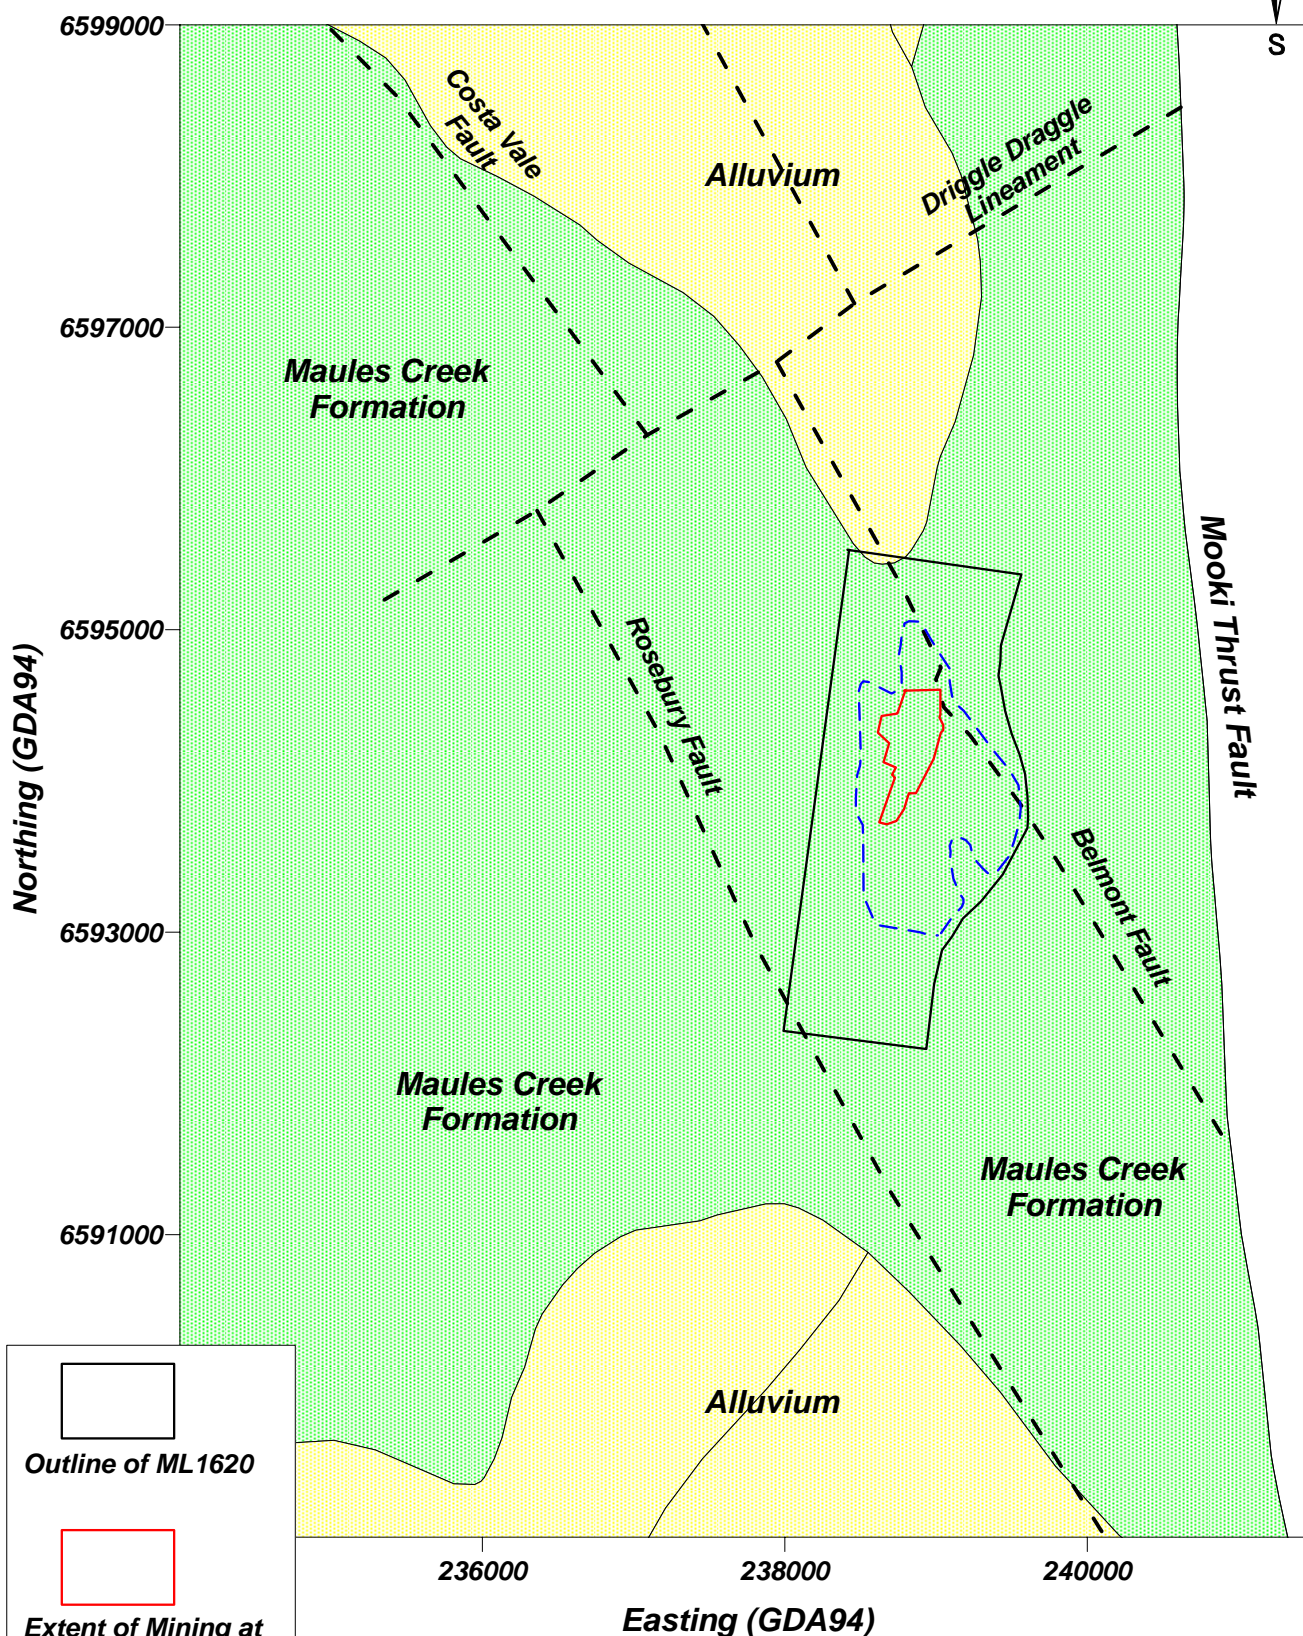 S
6599000
Costa Vale
Fault
Alluvium
Driggle Draggle
Lineament
6597000
Maules Creek
Formation
Mooki Thrust Fault
6595000
Rosebury Fault
Northing (GDA94)
Belmont Fault
6593000
Maules Creek
Formation
Maules Creek
Formation
6591000
Alluvium
Outline of ML1620
236000
238000
240000
Easting (GDA94)
Extent of Mining at